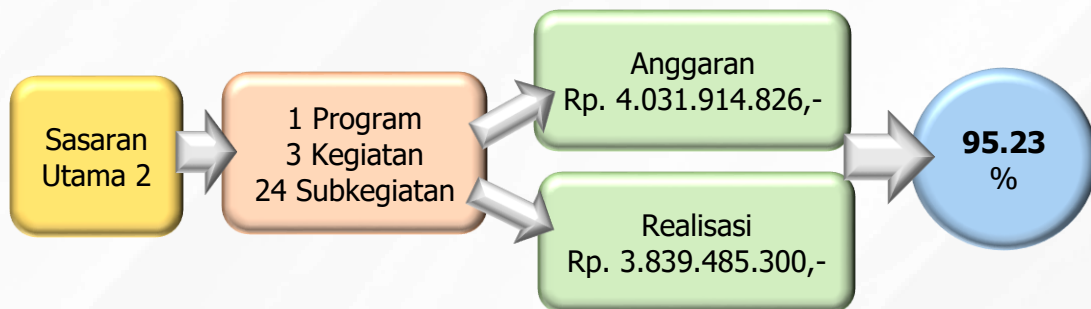 Sasaran
Utama 2
1 Program
3 Kegiatan
24 Subkegiatan
Anggaran
Rp. 4.031.914.826,-
Realisasi
Rp. 3.839.485.300,-
95.23
%